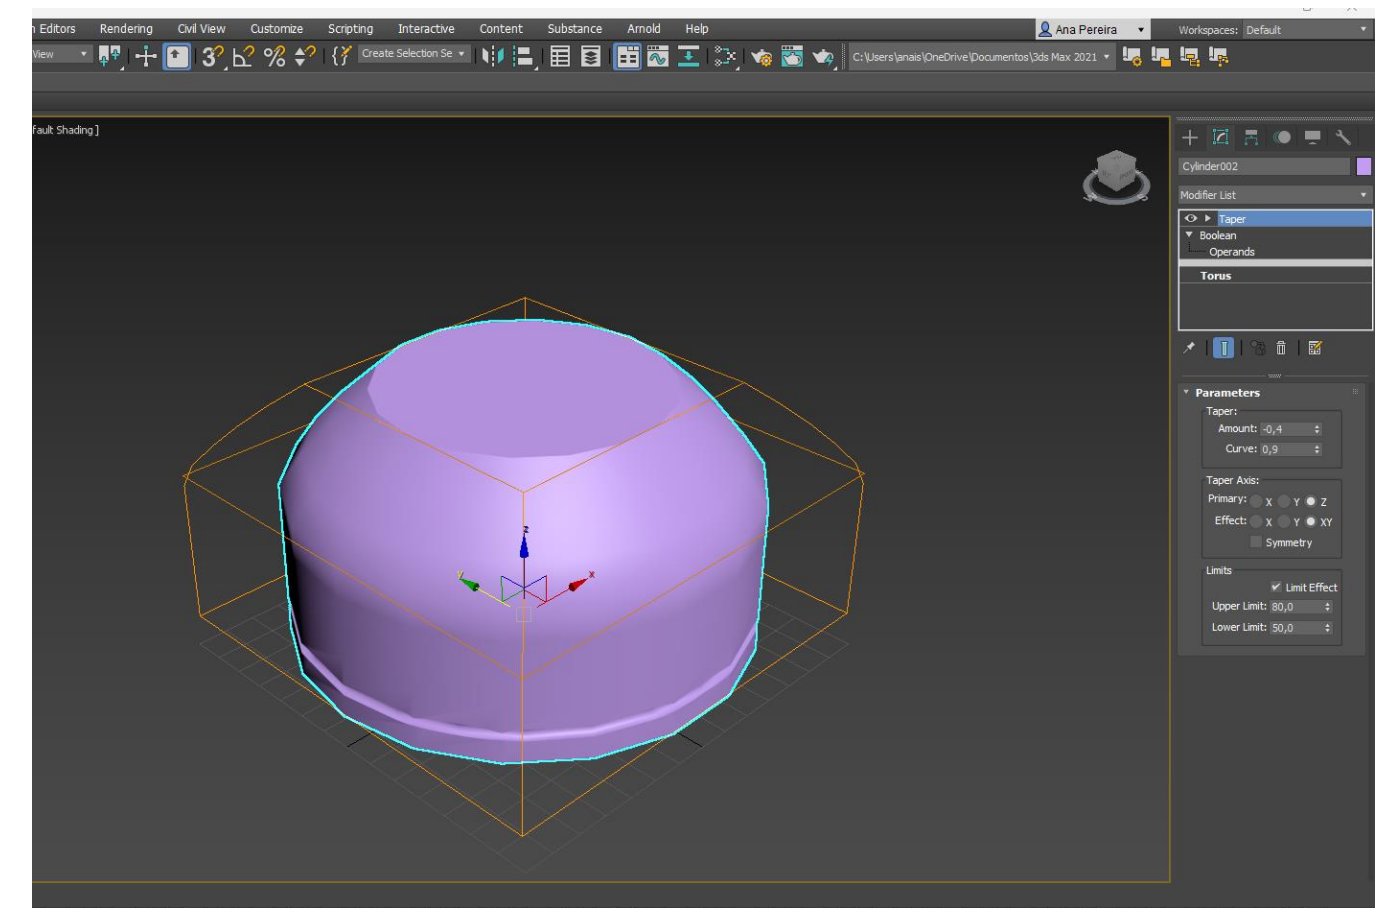 n Editors Rendering Civil View Customize Scripting Interactive Content Substance Arnold Help Ana Pereira Workspaces: Default
View Create Selection Se C:\Users\anais\OneDrive\Documentos\3ds Max 2021
fault Shading ]
Cylinder002
Modifier List
Taper
Boolean
Operands
Torus
Parameters
Taper:
Amount: -0,4
Curve: 0,9
Taper Axis:
Primary: X Y Z
Effect: X Y XY
Symmetry
Limits
Limit Effect
Upper Limit: 80,0
Lower Limit: 50,0
z
y
x